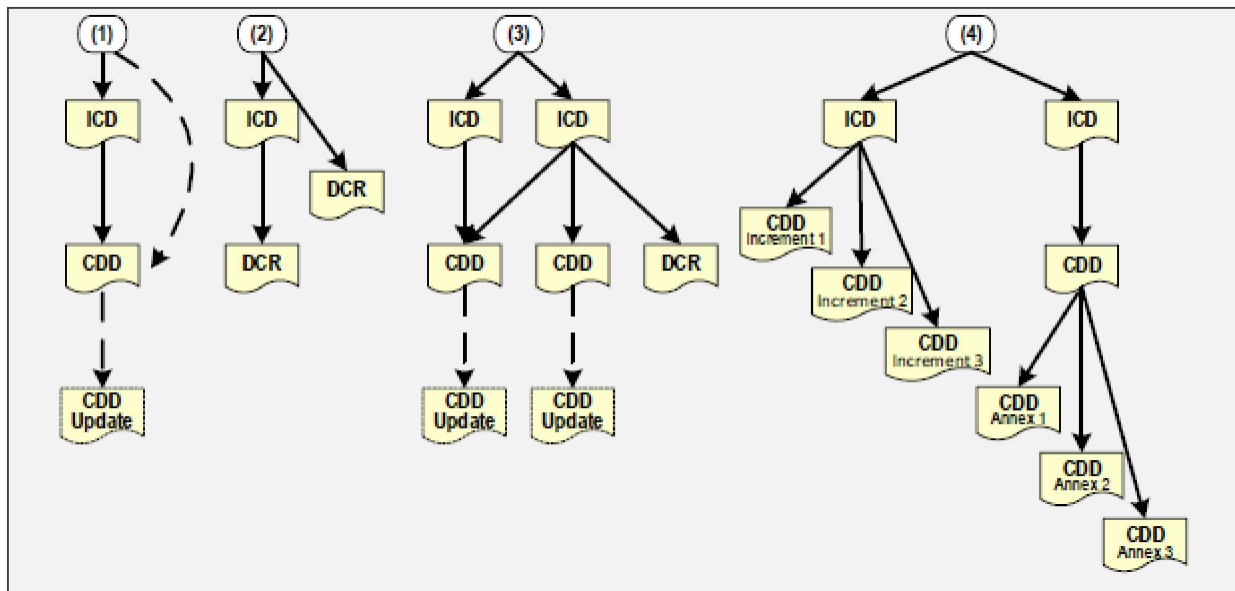 (1)
(2)
(3)
(4)
ICD
ICD
ICD
ICD
ICD
ICD
DCR
CDD
Increment 1
CDD
DCR
CDD
CDD
DCR
CDD
Increment 2
CDD
CDD
Increment 3
CDD
Update
CDD
Update
CDD
Update
CDD
Annex 1
CDD
Annex 2
CDD
Annex 3